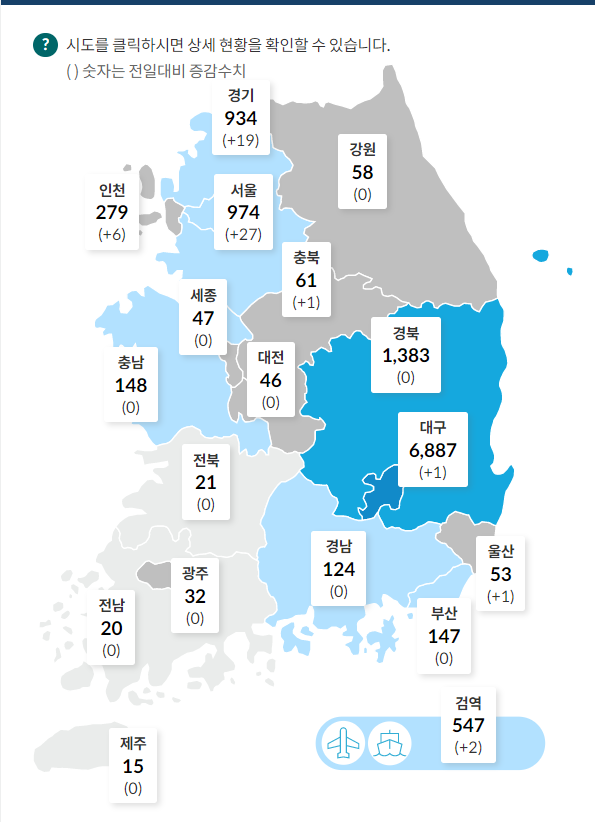 ?
시도를 클릭하시면 상세 현황을 확인할 수 있습니다.
( ) 숫자는 전일대비 증감수치
경기
934
(+19)
강원
58
(0)
인천
279
(+6)
서울
974
(+27)
충북
61
(+1)
세종
47
(0)
경북
1,383
(0)
충남
148
(0)
대전
46
(0)
대구
6,887
(+1)
전북
21
(0)
경남
124
(0)
울산
53
(+1)
광주
32
(0)
전남
20
(0)
부산
147
(0)
검역
547
(+2)
제주
15
(0)